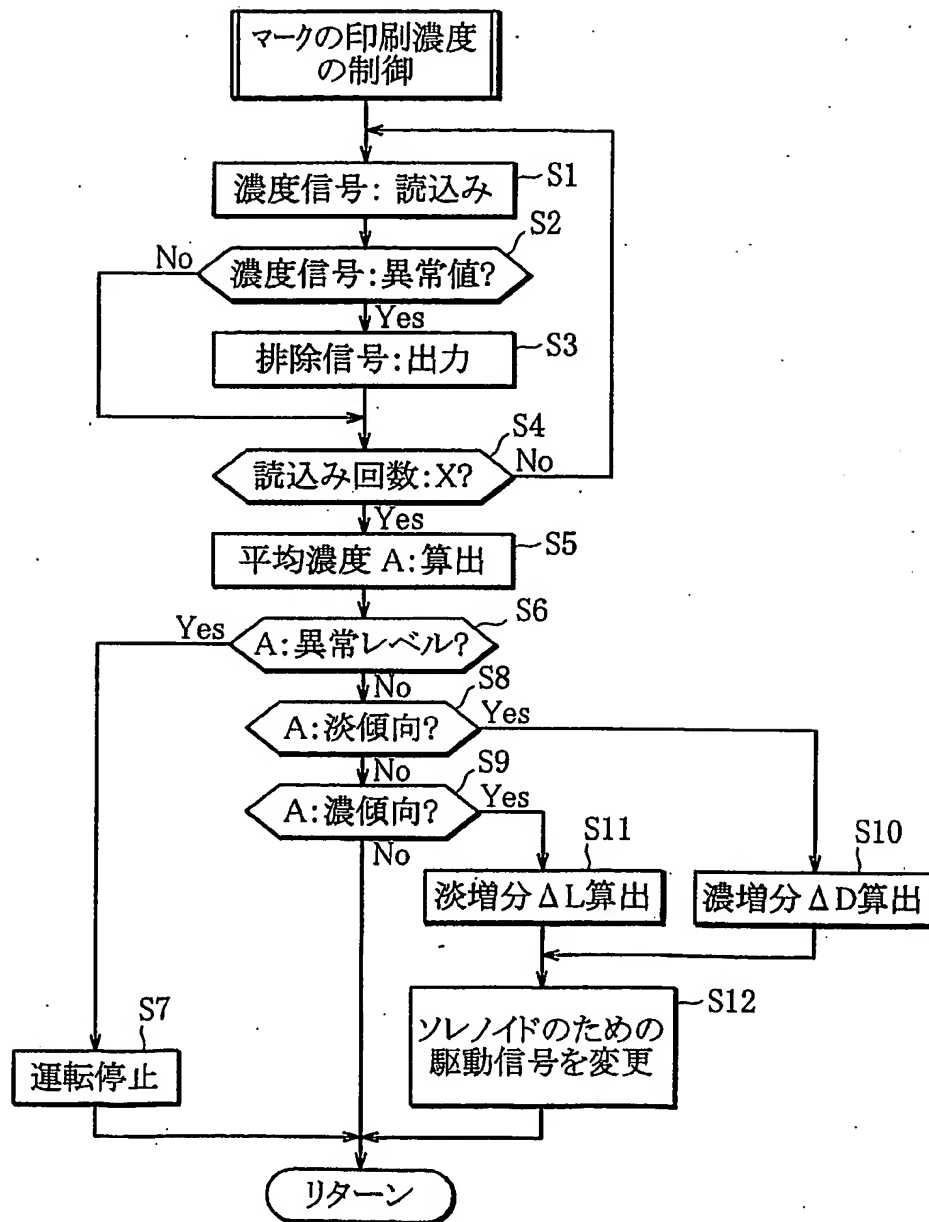 マークの印刷濃度
の制御
濃度信号: 読込み
S1
濃度信号:異常値?
S2
No
Yes
排除信号:出力
S3
読込み回数:X?
S4
No
Yes
平均濃度 A:算出
S5
A:異常レベル?
S6
Yes
No
A:淡傾向?
S8
Yes
No
A:濃傾向?
S9
Yes
No
淡増分ΔL算出
S11
濃増分ΔD算出
S10
ソレノイドのための
駆動信号を変更
S12
運転停止
S7
リターン